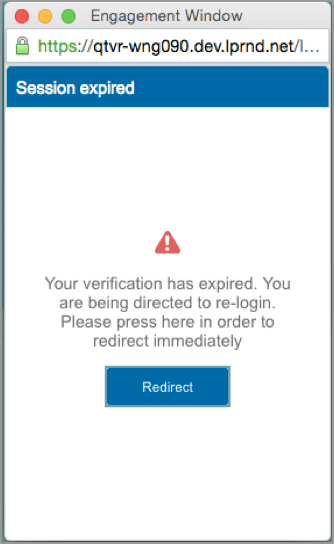 Engagement Window
https://qtvr-wng090.dev.lprnd.net/l...
Session expired
Your verification has expired. You
are being directed to re-login.
Please press here in order to
redirect immediately
Redirect